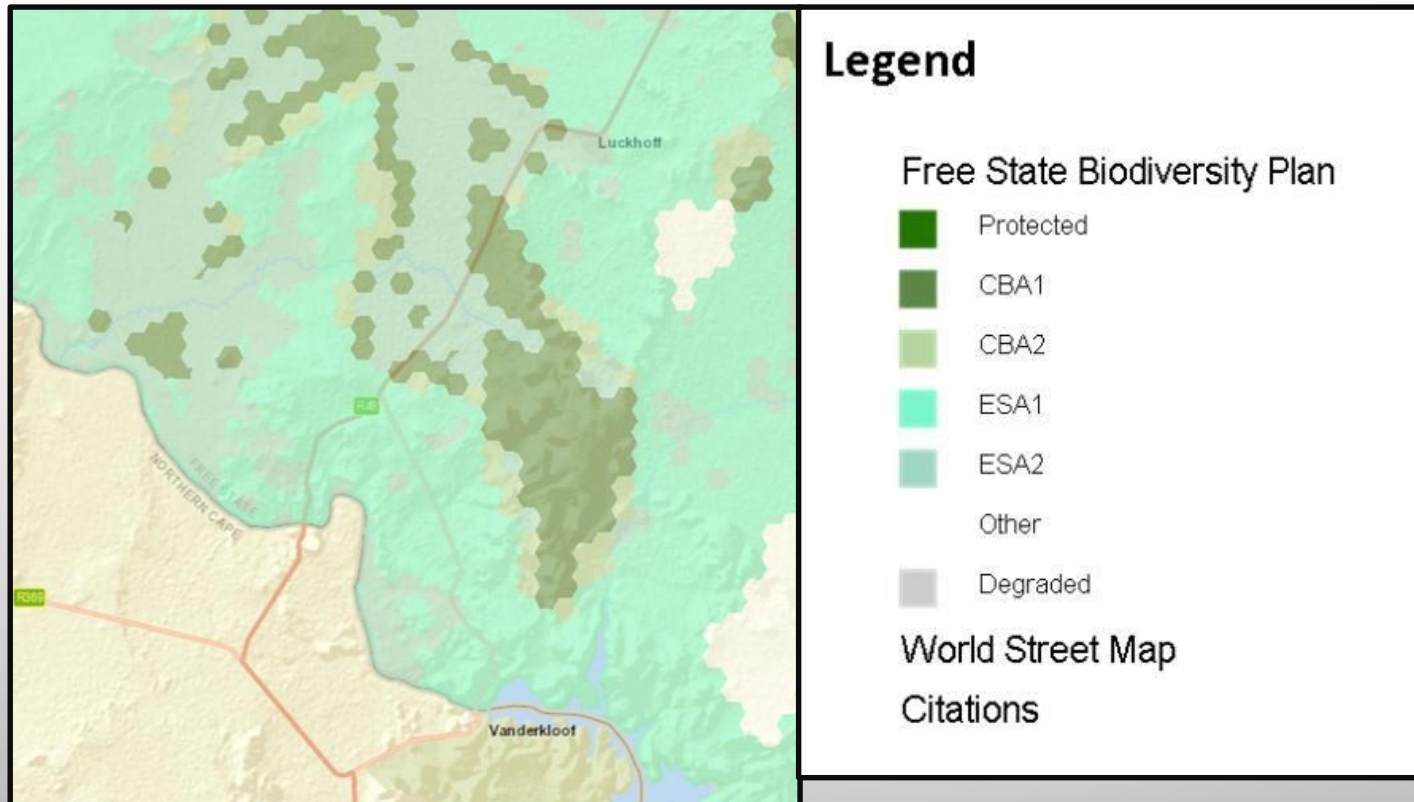 Luckhoff
R48
FREE STATE
NORTHERN CAPE
R369
Vanderkloof
Legend
Free State Biodiversity Plan
Protected
CBA1
CBA2
ESA1
ESA2
Other
Degraded
World Street Map
Citations